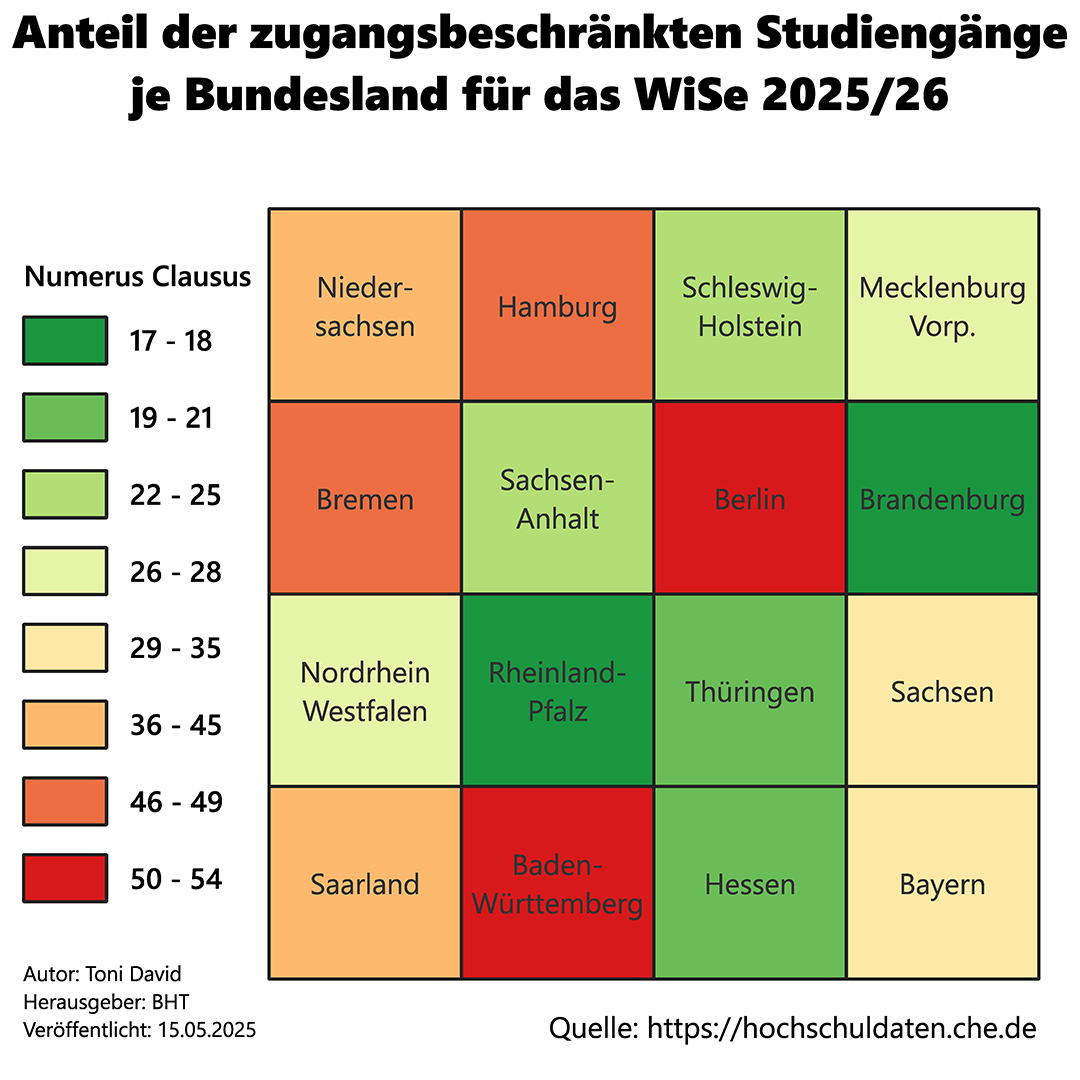 Anteil der zugangsbeschränkten Studiengänge
je Bundesland für das WiSe 2025/26
Numerus Clausus
17 - 18
19 - 21
22 - 25
26 - 28
29 - 35
36 - 45
46 - 49
50 - 54
Nieder-
sachsen
Hamburg
Schleswig-
Holstein
Mecklenburg
Vorp.
Bremen
Sachsen-
Anhalt
Berlin
Brandenburg
Nordrhein
Westfalen
Rheinland-
Pfalz
Thüringen
Sachsen
Saarland
Baden-
Württemberg
Hessen
Bayern
Autor: Toni David
Herausgeber: BHT
Veröffentlicht: 15.05.2025
Quelle: https://hochschuldaten.che.de